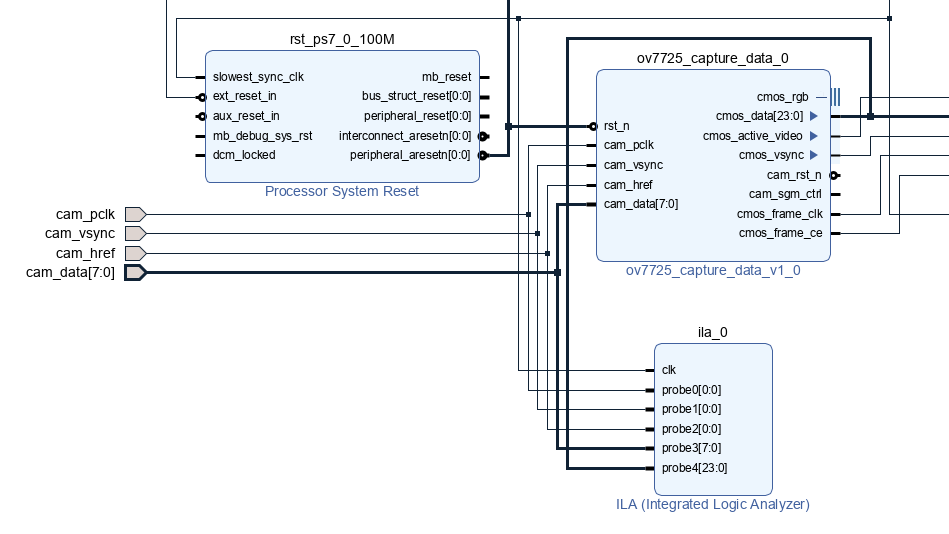 rst_ps7_0_100M
slowest_sync_clk
ext_reset_in
aux_reset_in
mb_debug_sys_rst
dcm_locked
mb_reset
bus_struct_reset[0:0]
peripheral_reset[0:0]
interconnect_aresetn[0:0]
peripheral_aresetn[0:0]
Processor System Reset
cam_pclk
cam_vsync
cam_href
cam_data[7:0]
ov7725_capture_data_0
rst_n
cam_pclk
cam_vsync
cam_href
cam_data[7:0]
cmos_rgb
cmos_data[23:0]
cmos_active_video
cmos_vsync
cam_rst_n
cam_sgm_ctrl
cmos_frame_clk
cmos_frame_ce
ov7725_capture_data_v1_0
ila_0
clk
probe0[0:0]
probe1[0:0]
probe2[0:0]
probe3[7:0]
probe4[23:0]
ILA (Integrated Logic Analyzer)